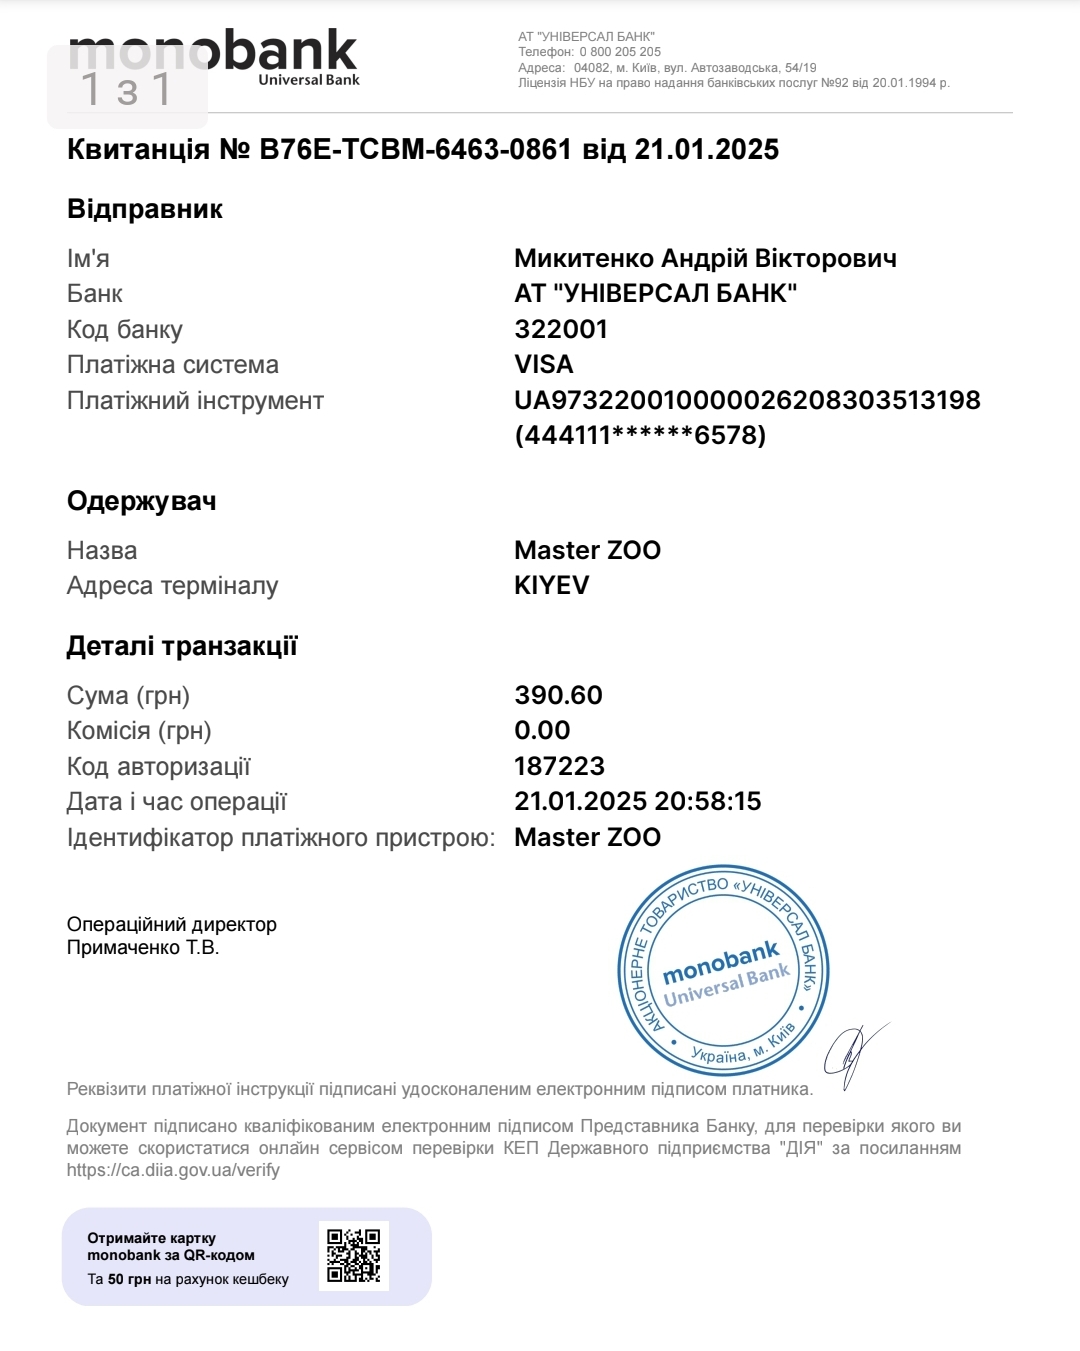 monobank
Universal Bank
1 з 1
АТ "УНІВЕРСАЛ БАНК"
Телефон: 0 800 205 205
Адреса: 04082, м. Київ, вул. Автозаводська, 54/19
Ліцензія НБУ на право надання банківських послуг №92 від 20.01.1994 р.
Квитанція № B76E-TCBM-6463-0861 від 21.01.2025
Відправник
Ім'я Микитенко Андрій Вікторович
Банк АТ "УНІВЕРСАЛ БАНК"
Код банку 322001
Платіжна система VISA
Платіжний інструмент UA973220010000026208303513198
(444111******6578)
Одержувач
Назва Master ZOO
Адреса терміналу KIYEV
Деталі транзакції
Сума (грн) 390.60
Комісія (грн) 0.00
Код авторизації 187223
Дата і час операції 21.01.2025 20:58:15
Ідентифікатор платіжного пристрою: Master ZOO
Операційний директор
Примаченко Т.В.
АКЦІОНЕРНЕ ТОВАРИСТВО «УНІВЕРСАЛ БАНК»
monobank
Universal Bank
• Україна, м. Київ •
Реквізити платіжної інструкції підписані удосконаленим електронним підписом платника.
Документ підписано кваліфікованим електронним підписом Представника Банку, для перевірки якого ви
можете скористатися онлайн сервісом перевірки КЕП Державного підприємства "ДІЯ" за посиланням
https://ca.diia.gov.ua/verify
Отримайте картку
monobank за QR-кодом
Та 50 грн на рахунок кешбеку